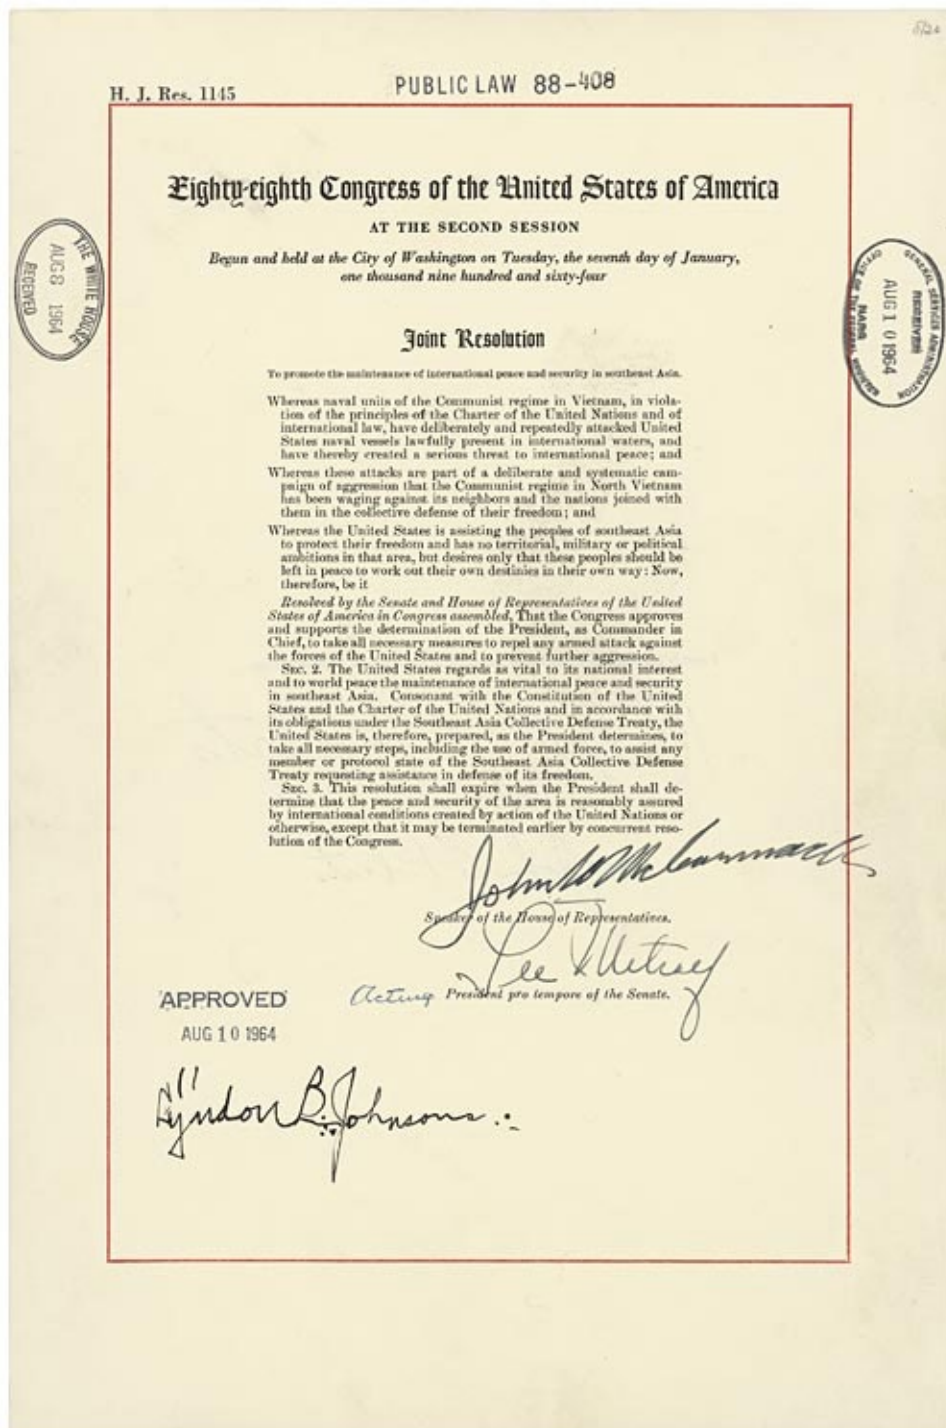 5/20
H. J. Res. 1145
PUBLIC LAW 88-408
Eighty-eighth Congress of the United States of America
AT THE SECOND SESSION
Begun and held at the City of Washington on Tuesday, the seventh day of January,
one thousand nine hundred and sixty-four
THE WHITE HOUSE
AUG 8 1964
RECEIVED
GENERAL SERVICES ADMINISTRATION
RECEIVED
AUG 10 1964
NARS
OFFICE OF THE FEDERAL REGISTER
Joint Resolution
To promote the maintenance of international peace and security in southeast Asia.
Whereas naval units of the Communist regime in Vietnam, in viola-
tion of the principles of the Charter of the United Nations and of
international law, have deliberately and repeatedly attacked United
States naval vessels lawfully present in international waters, and
have thereby created a serious threat to international peace; and
Whereas these attacks are part of a deliberate and systematic cam-
paign of aggression that the Communist regime in North Vietnam
has been waging against its neighbors and the nations joined with
them in the collective defense of their freedom; and
Whereas the United States is assisting the peoples of southeast Asia
to protect their freedom and has no territorial, military or political
ambitions in that area, but desires only that these peoples should be
left in peace to work out their own destinies in their own way: Now,
therefore, be it
Resolved by the Senate and House of Representatives of the United
States of America in Congress assembled, That the Congress approves
and supports the determination of the President, as Commander in
Chief, to take all necessary measures to repel any armed attack against
the forces of the United States and to prevent further aggression.
SEC. 2. The United States regards as vital to its national interest
and to world peace the maintenance of international peace and security
in southeast Asia. Consonant with the Constitution of the United
States and the Charter of the United Nations and in accordance with
its obligations under the Southeast Asia Collective Defense Treaty, the
United States is, therefore, prepared, as the President determines, to
take all necessary steps, including the use of armed force, to assist any
member or protocol state of the Southeast Asia Collective Defense
Treaty requesting assistance in defense of its freedom.
SEC. 3. This resolution shall expire when the President shall de-
termine that the peace and security of the area is reasonably assured
by international conditions created by action of the United Nations or
otherwise, except that it may be terminated earlier by concurrent reso-
lution of the Congress.
John W McCormack
Speaker of the House of Representatives.
Lee Metcalf
Acting President pro tempore of the Senate.
APPROVED
AUG 10 1964
Lyndon B. Johnson